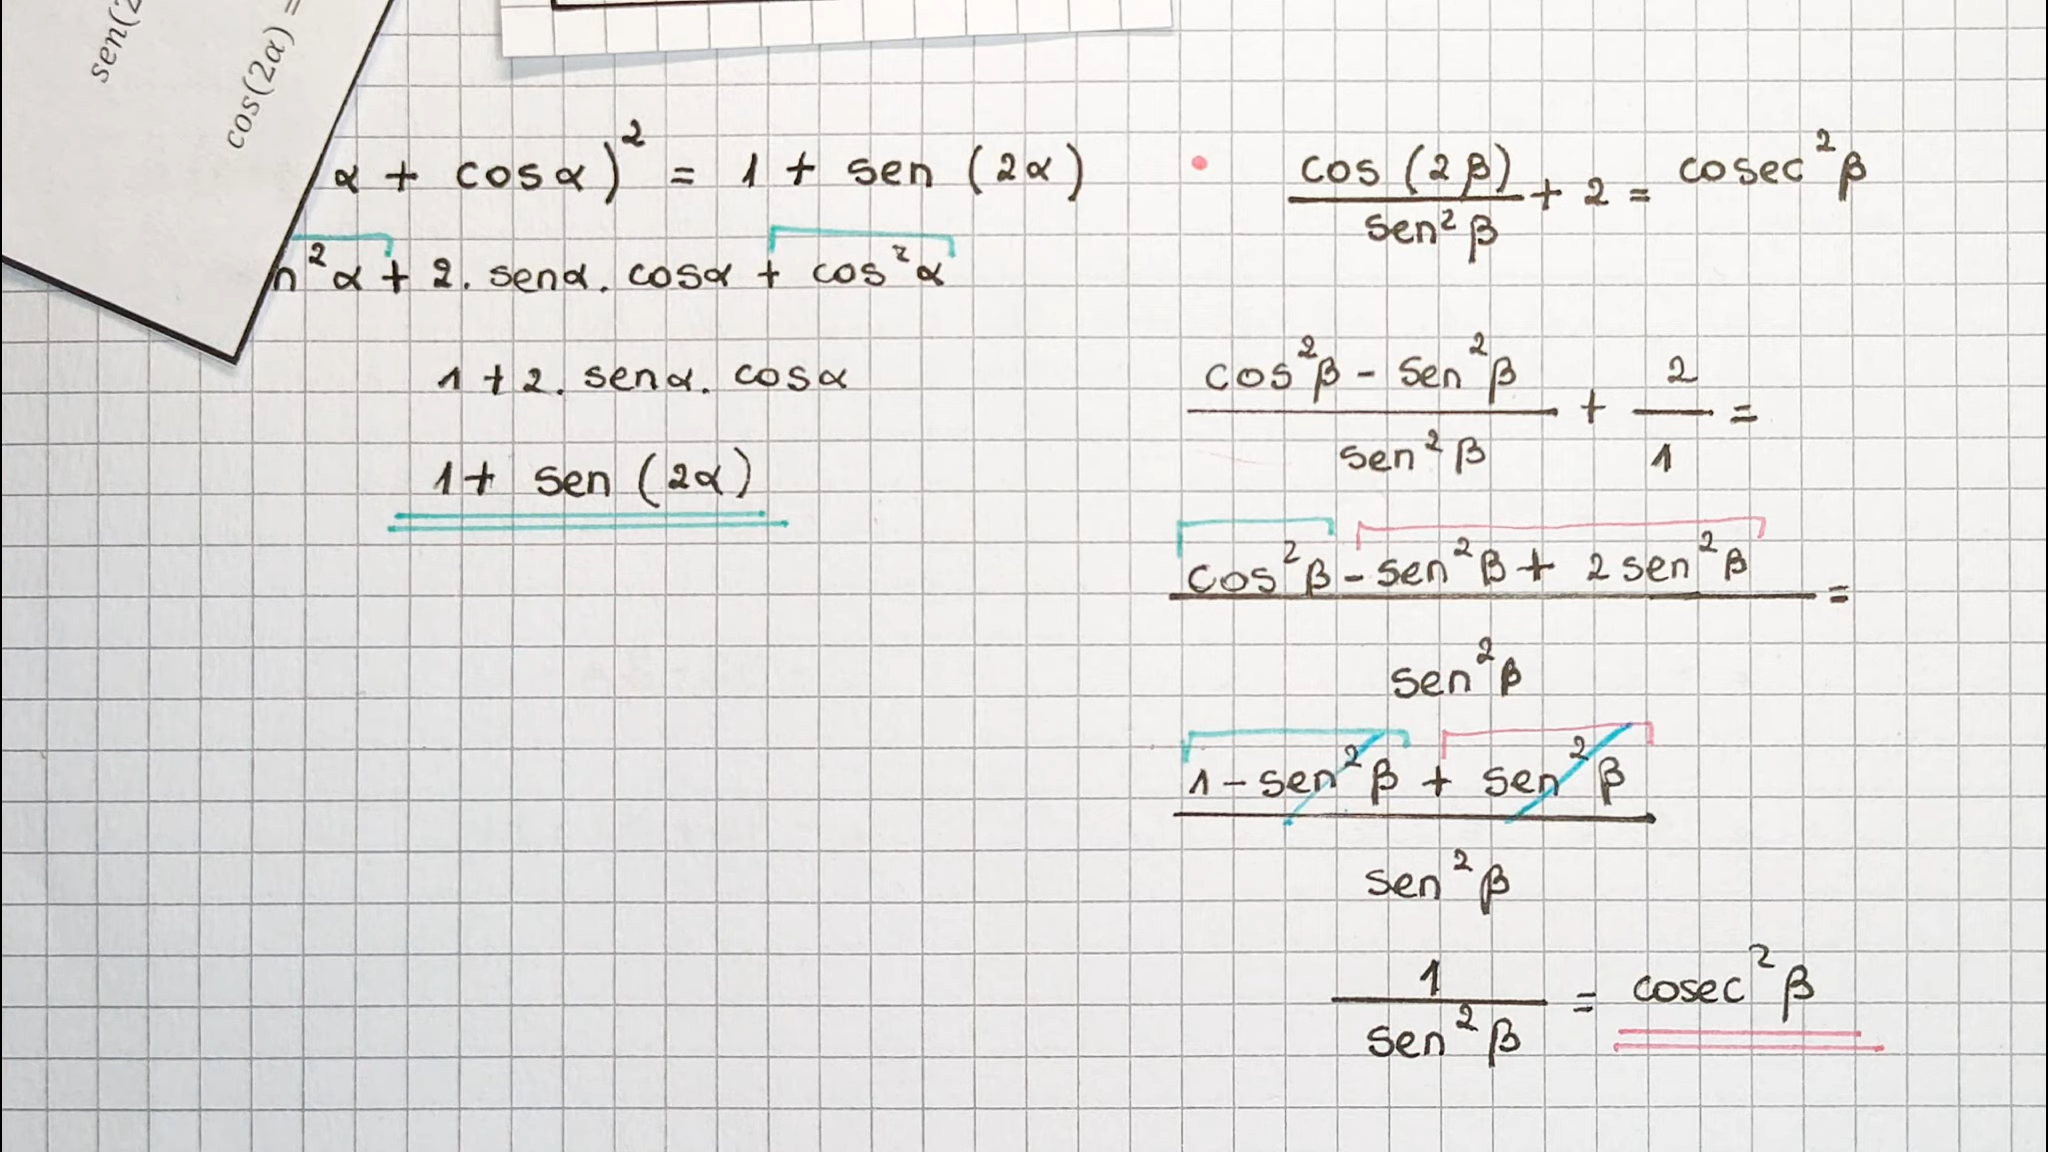 cos(2α) =
α + cosα)² = 1 + sen (2α)
n²α + 2. senα. cosα + cos²α
1 + 2. senα. cosα
1 + sen (2α)
cos (2β) / sen²β + 2 = cosec²β
cos²β - sen²β / sen²β + 2/1 =
cos²β - sen²β + 2 sen²β / sen²β =
1 - sen²β + sen²β / sen²β
1 / sen²β = cosec²β